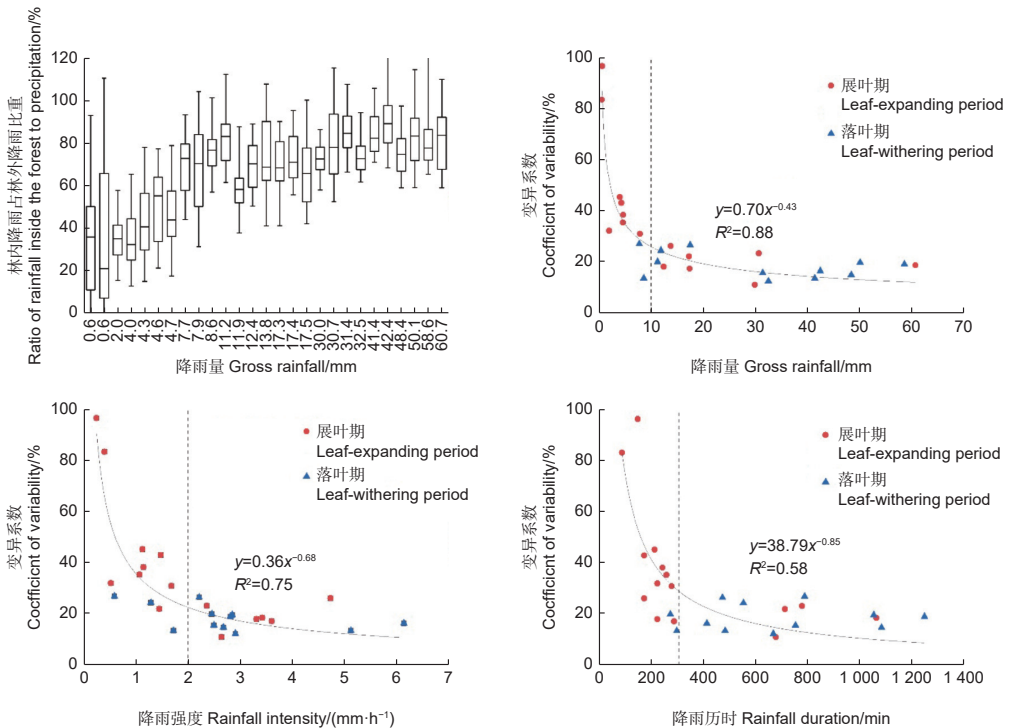 林内降雨占林外降雨比重
Ratio of rainfall inside the forest to precipitation/%
120
100
80
60
40
20
0
0.6 0.6 2.0 4.0 4.3 4.6 4.7 7.7 7.9 8.6 11.2 11.9 12.4 13.8 17.3 17.4 17.5 30.0 30.7 31.4 32.5 41.4 42.4 48.4 50.1 58.6 60.7
降雨量 Gross rainfall/mm
变异系数
Cocfficicnt of variability/%
100
80
60
40
20
0
展叶期
Leaf-expanding period
落叶期
Leaf-withering period
y=0.70x⁻⁰·⁴³
R²=0.88
0 10 20 30 40 50 60 70
降雨量 Gross rainfall/mm
变异系数
Cocfficicnt of variability/%
100
80
60
40
20
0
展叶期
Leaf-expanding period
落叶期
Leaf-withering period
y=0.36x⁻⁰·⁶⁸
R²=0.75
0 1 2 3 4 5 6 7
降雨强度 Rainfall intensity/(mm·h⁻¹)
变异系数
Cocfficicnt of variability/%
100
80
60
40
20
0
展叶期
Leaf-expanding period
落叶期
Leaf-withering period
y=38.79x⁻⁰·⁸⁵
R²=0.58
0 200 400 600 800 1 000 1 200 1 400
降雨历时 Rainfall duration/min